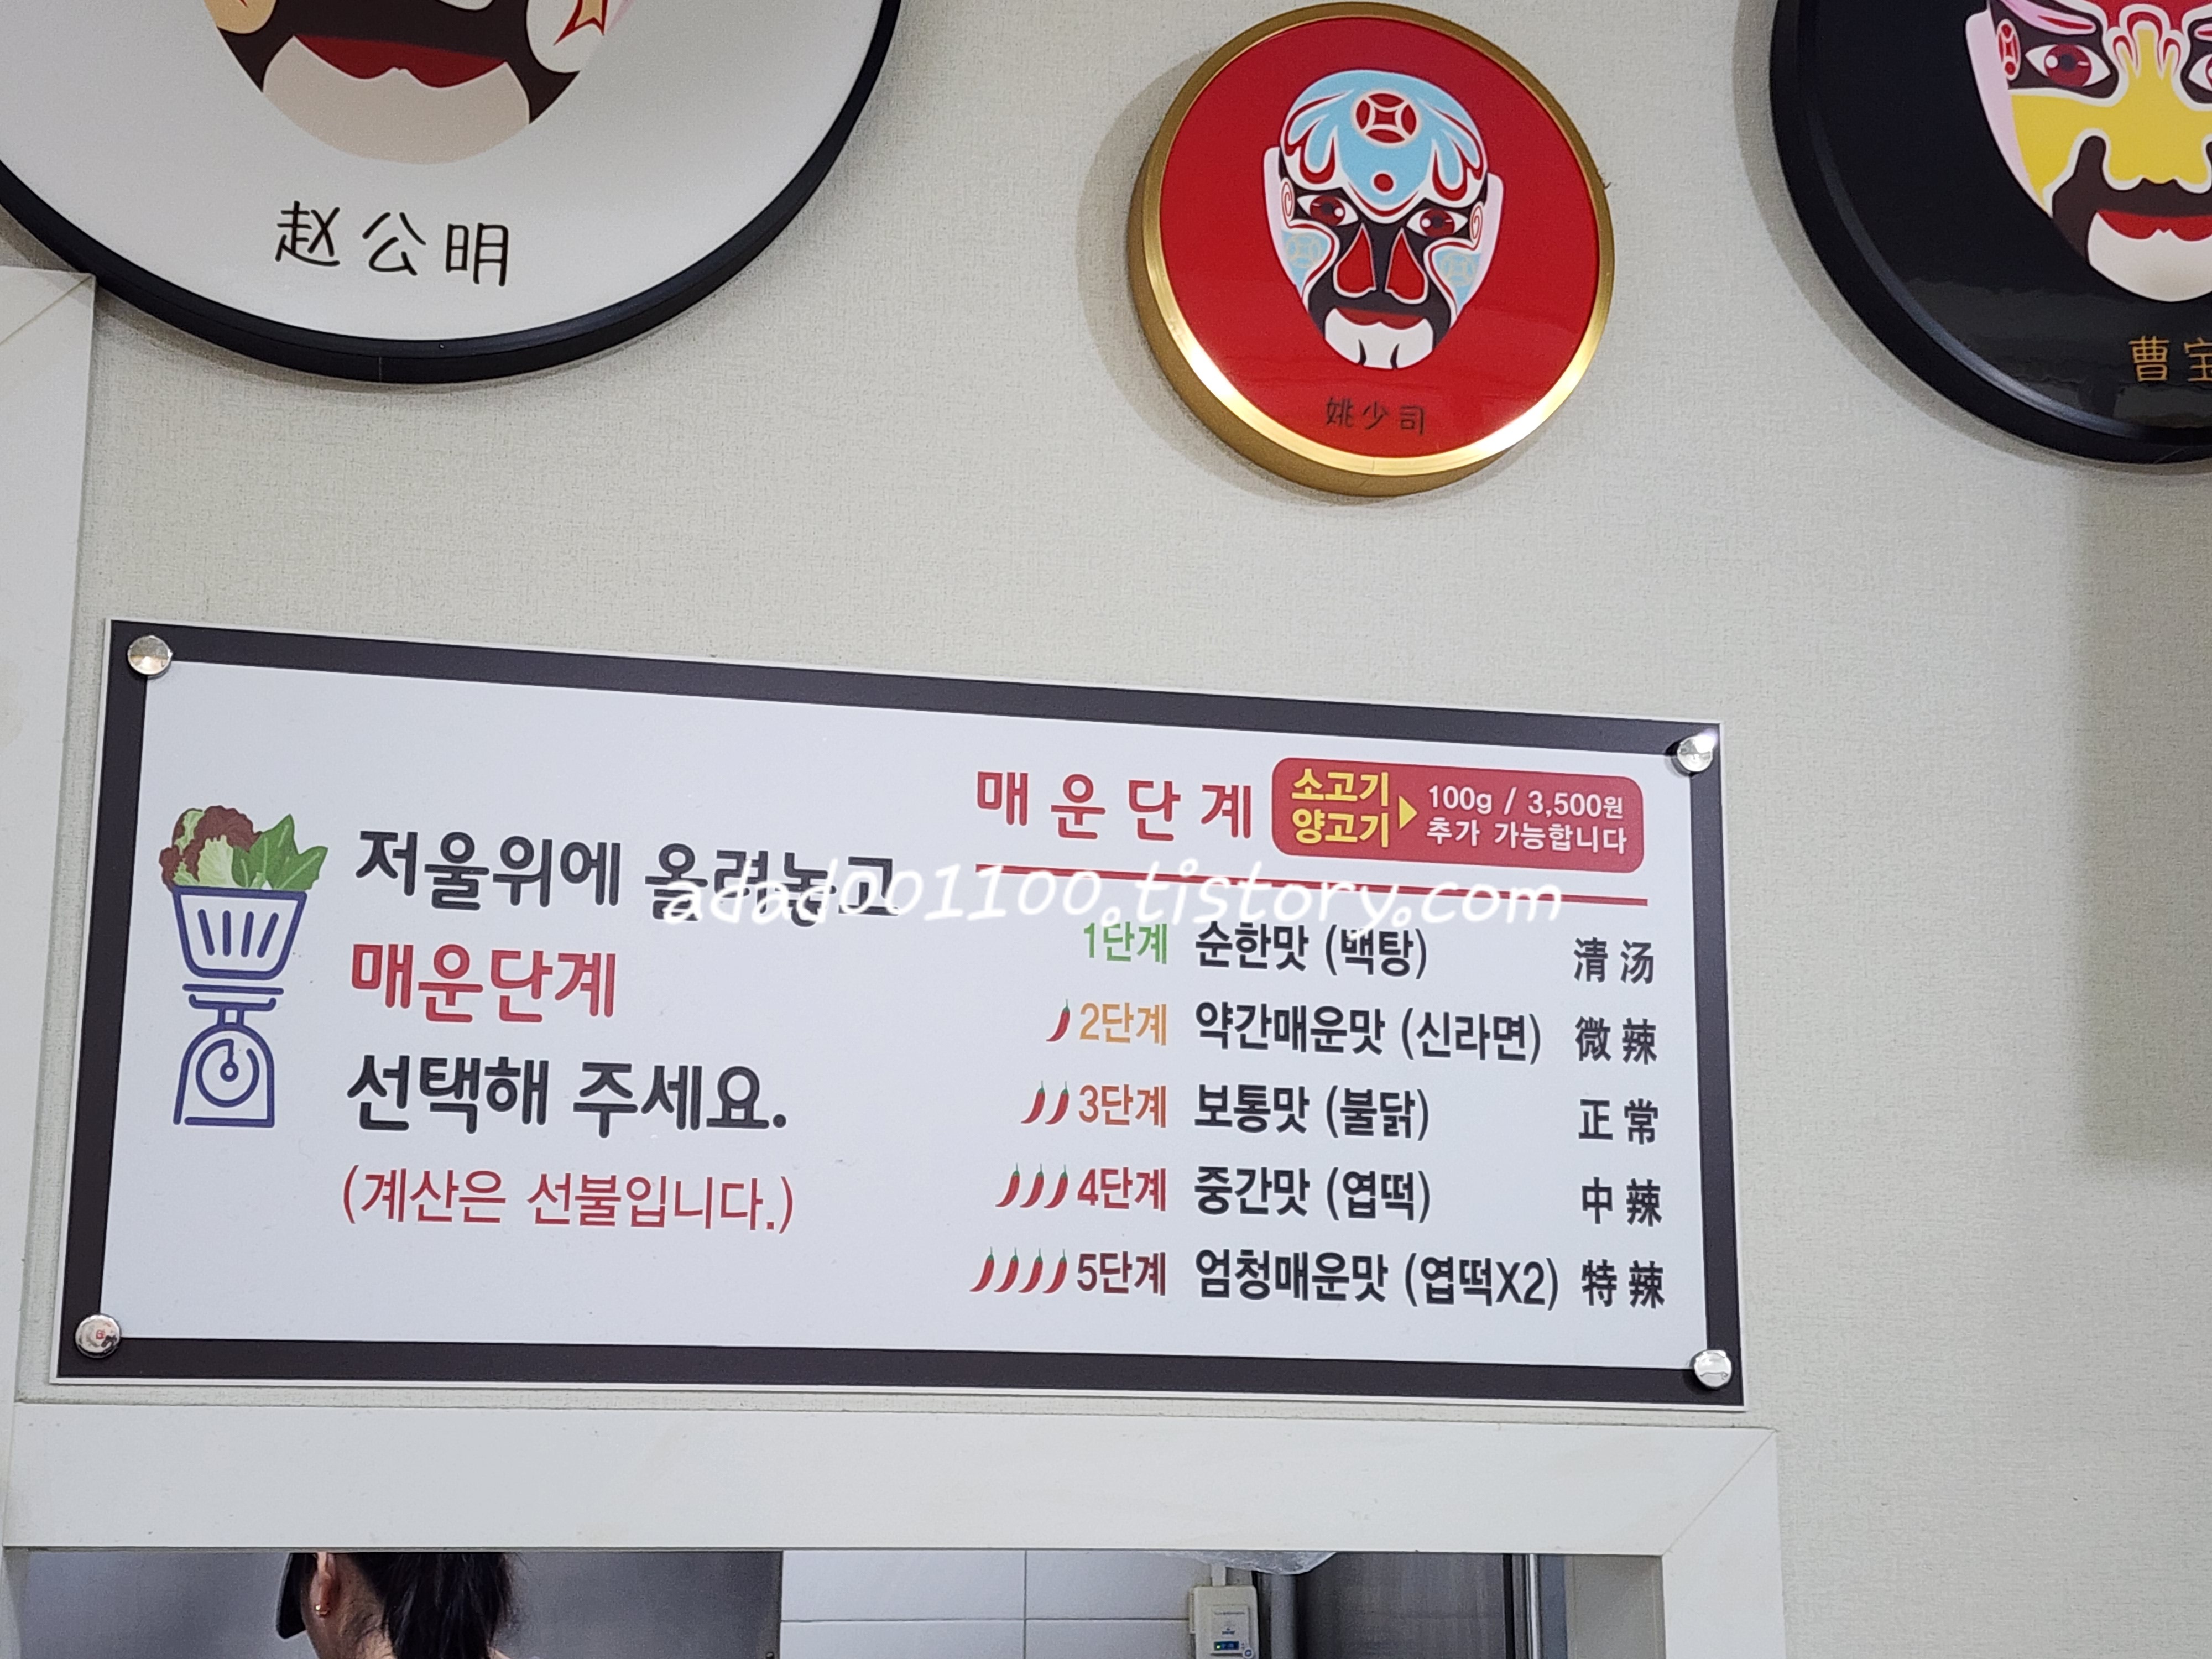 赵公明
姚少司
曹宝
저울위에 올려놓고
매운단계
선택해 주세요.
(계산은 선불입니다.)
매운단계
소고기
양고기
100g / 3,500원
추가 가능합니다
1단계 순한맛 (백탕) 清汤
2단계 약간매운맛 (신라면) 微辣
3단계 보통맛 (불닭) 正常
4단계 중간맛 (엽떡) 中辣
5단계 엄청매운맛 (엽떡X2) 特辣
adad001100.tistory.com